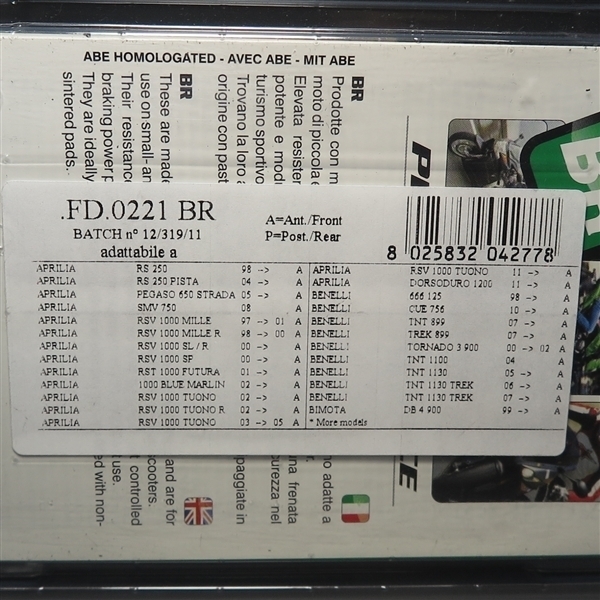 ABE HOMOLOGATED - AVEC ABE - MIT ABE
BR
These are made
use on small- an
Their resistance
braking power
They are ideally
sintered pads.
BR
Prodotte con m
moto di piccola e
Elevata resister
potente e mod
turismo sportivo
Trovano la loro a
origine con past
.FD.0221 BR
BATCH n° 12/319/11
adattabile a
A=Ant./Front
P=Post./Rear
8 025832 042778
APRILIA RS 250 98 -> A
APRILIA RS 250 PISTA 04 -> A
APRILIA PEGASO 650 STRADA 05 -> A
APRILIA SMV 750 08 A
APRILIA RSV 1000 MILLE 97 -> 01 A
APRILIA RSV 1000 MILLE R 98 -> 00 A
APRILIA RSV 1000 SL / R 00 -> A
APRILIA RSV 1000 SP 00 -> A
APRILIA RST 1000 FUTURA 01 -> A
APRILIA 1000 BLUE MARLIN 02 -> A
APRILIA RSV 1000 TUONO 02 -> A
APRILIA RSV 1000 TUONO R 02 -> A
APRILIA RSV 1000 TUONO 03 -> 05 A
APRILIA RSV 1000 TUONO 11 -> A
APRILIA DORSODURO 1200 11 -> A
BENELLI 666 125 98 -> A
BENELLI CUE 756 10 -> A
BENELLI TNT 899 07 -> A
BENELLI TREK 899 07 -> A
BENELLI TORNADO 3 900 00 -> 02 A
BENELLI TNT 1100 04 A
BENELLI TNT 1130 05 -> A
BENELLI TNT 1130 TREK 06 -> A
BENELLI TNT 1130 TREK 07 -> A
BIMOTA DB 4 900 99 -> A
* More models
and are for
cooters.
t controlled
t use.
ed with non-
no adatte a
na frenata
curezza nel
paggiate in